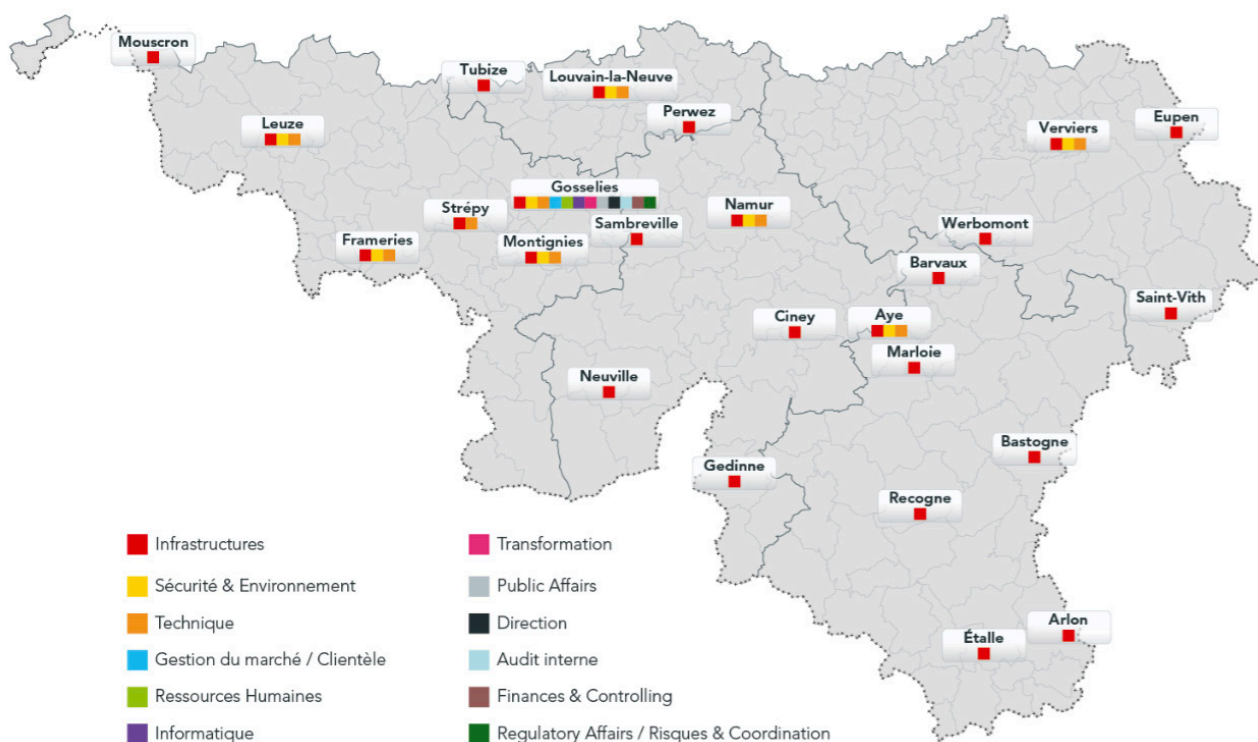 Mouscron
Tubize
Louvain-la-Neuve
Perwez
Leuze
Verviers
Eupen
Gosselies
Strépy
Namur
Sambreville
Frameries
Montignies
Werbomont
Barvaux
Saint-Vith
Ciney
Aye
Marloie
Neuville
Bastogne
Gedinne
Recogne
Arlon
Étalle
Infrastructures
Sécurité & Environnement
Technique
Gestion du marché / Clientèle
Ressources Humaines
Informatique
Transformation
Public Affairs
Direction
Audit interne
Finances & Controlling
Regulatory Affairs / Risques & Coordination